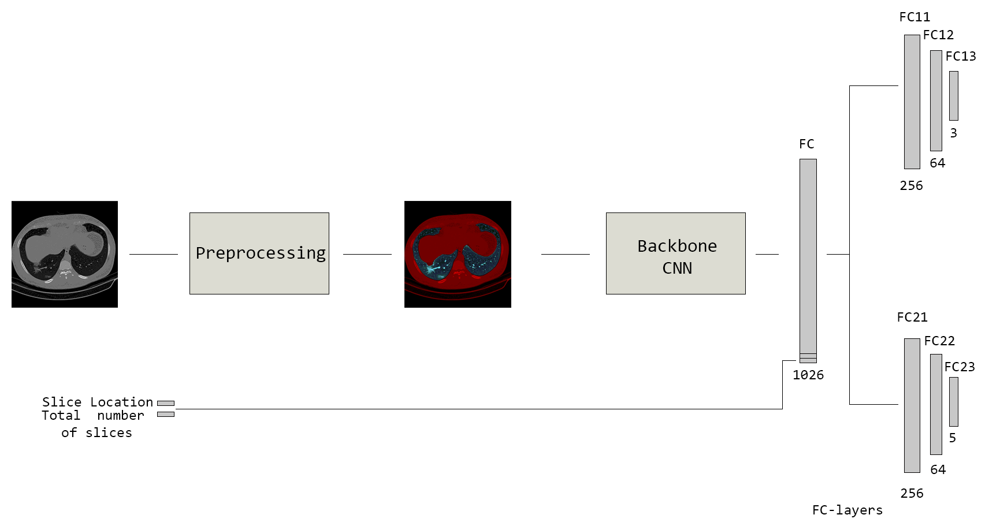 FC11
FC12
FC13
3
64
256
FC
Preprocessing
Backbone
CNN
1026
FC21
FC22
FC23
5
64
256
Slice Location
Total number
of slices
FC-layers